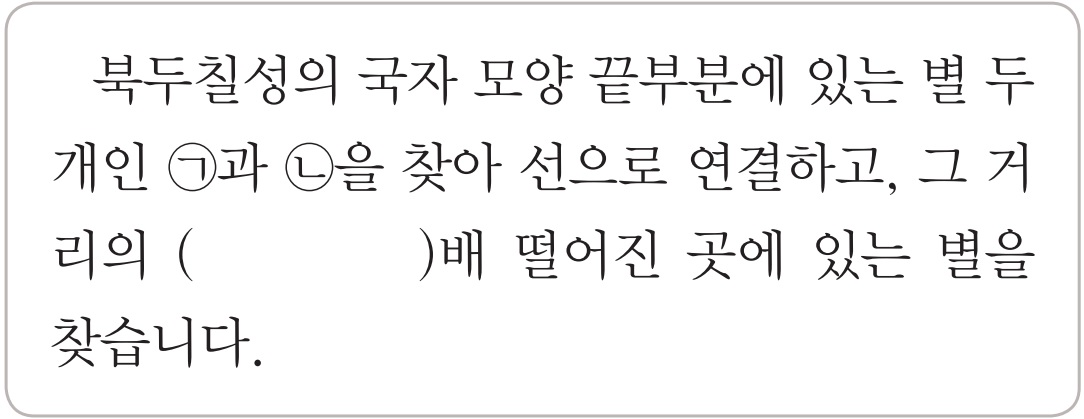 북두칠성의 국자 모양 끝부분에 있는 별 두
개인 ㉠과 ㉡을 찾아 선으로 연결하고, 그 거
리의 (          )배 떨어진 곳에 있는 별을
찾습니다.